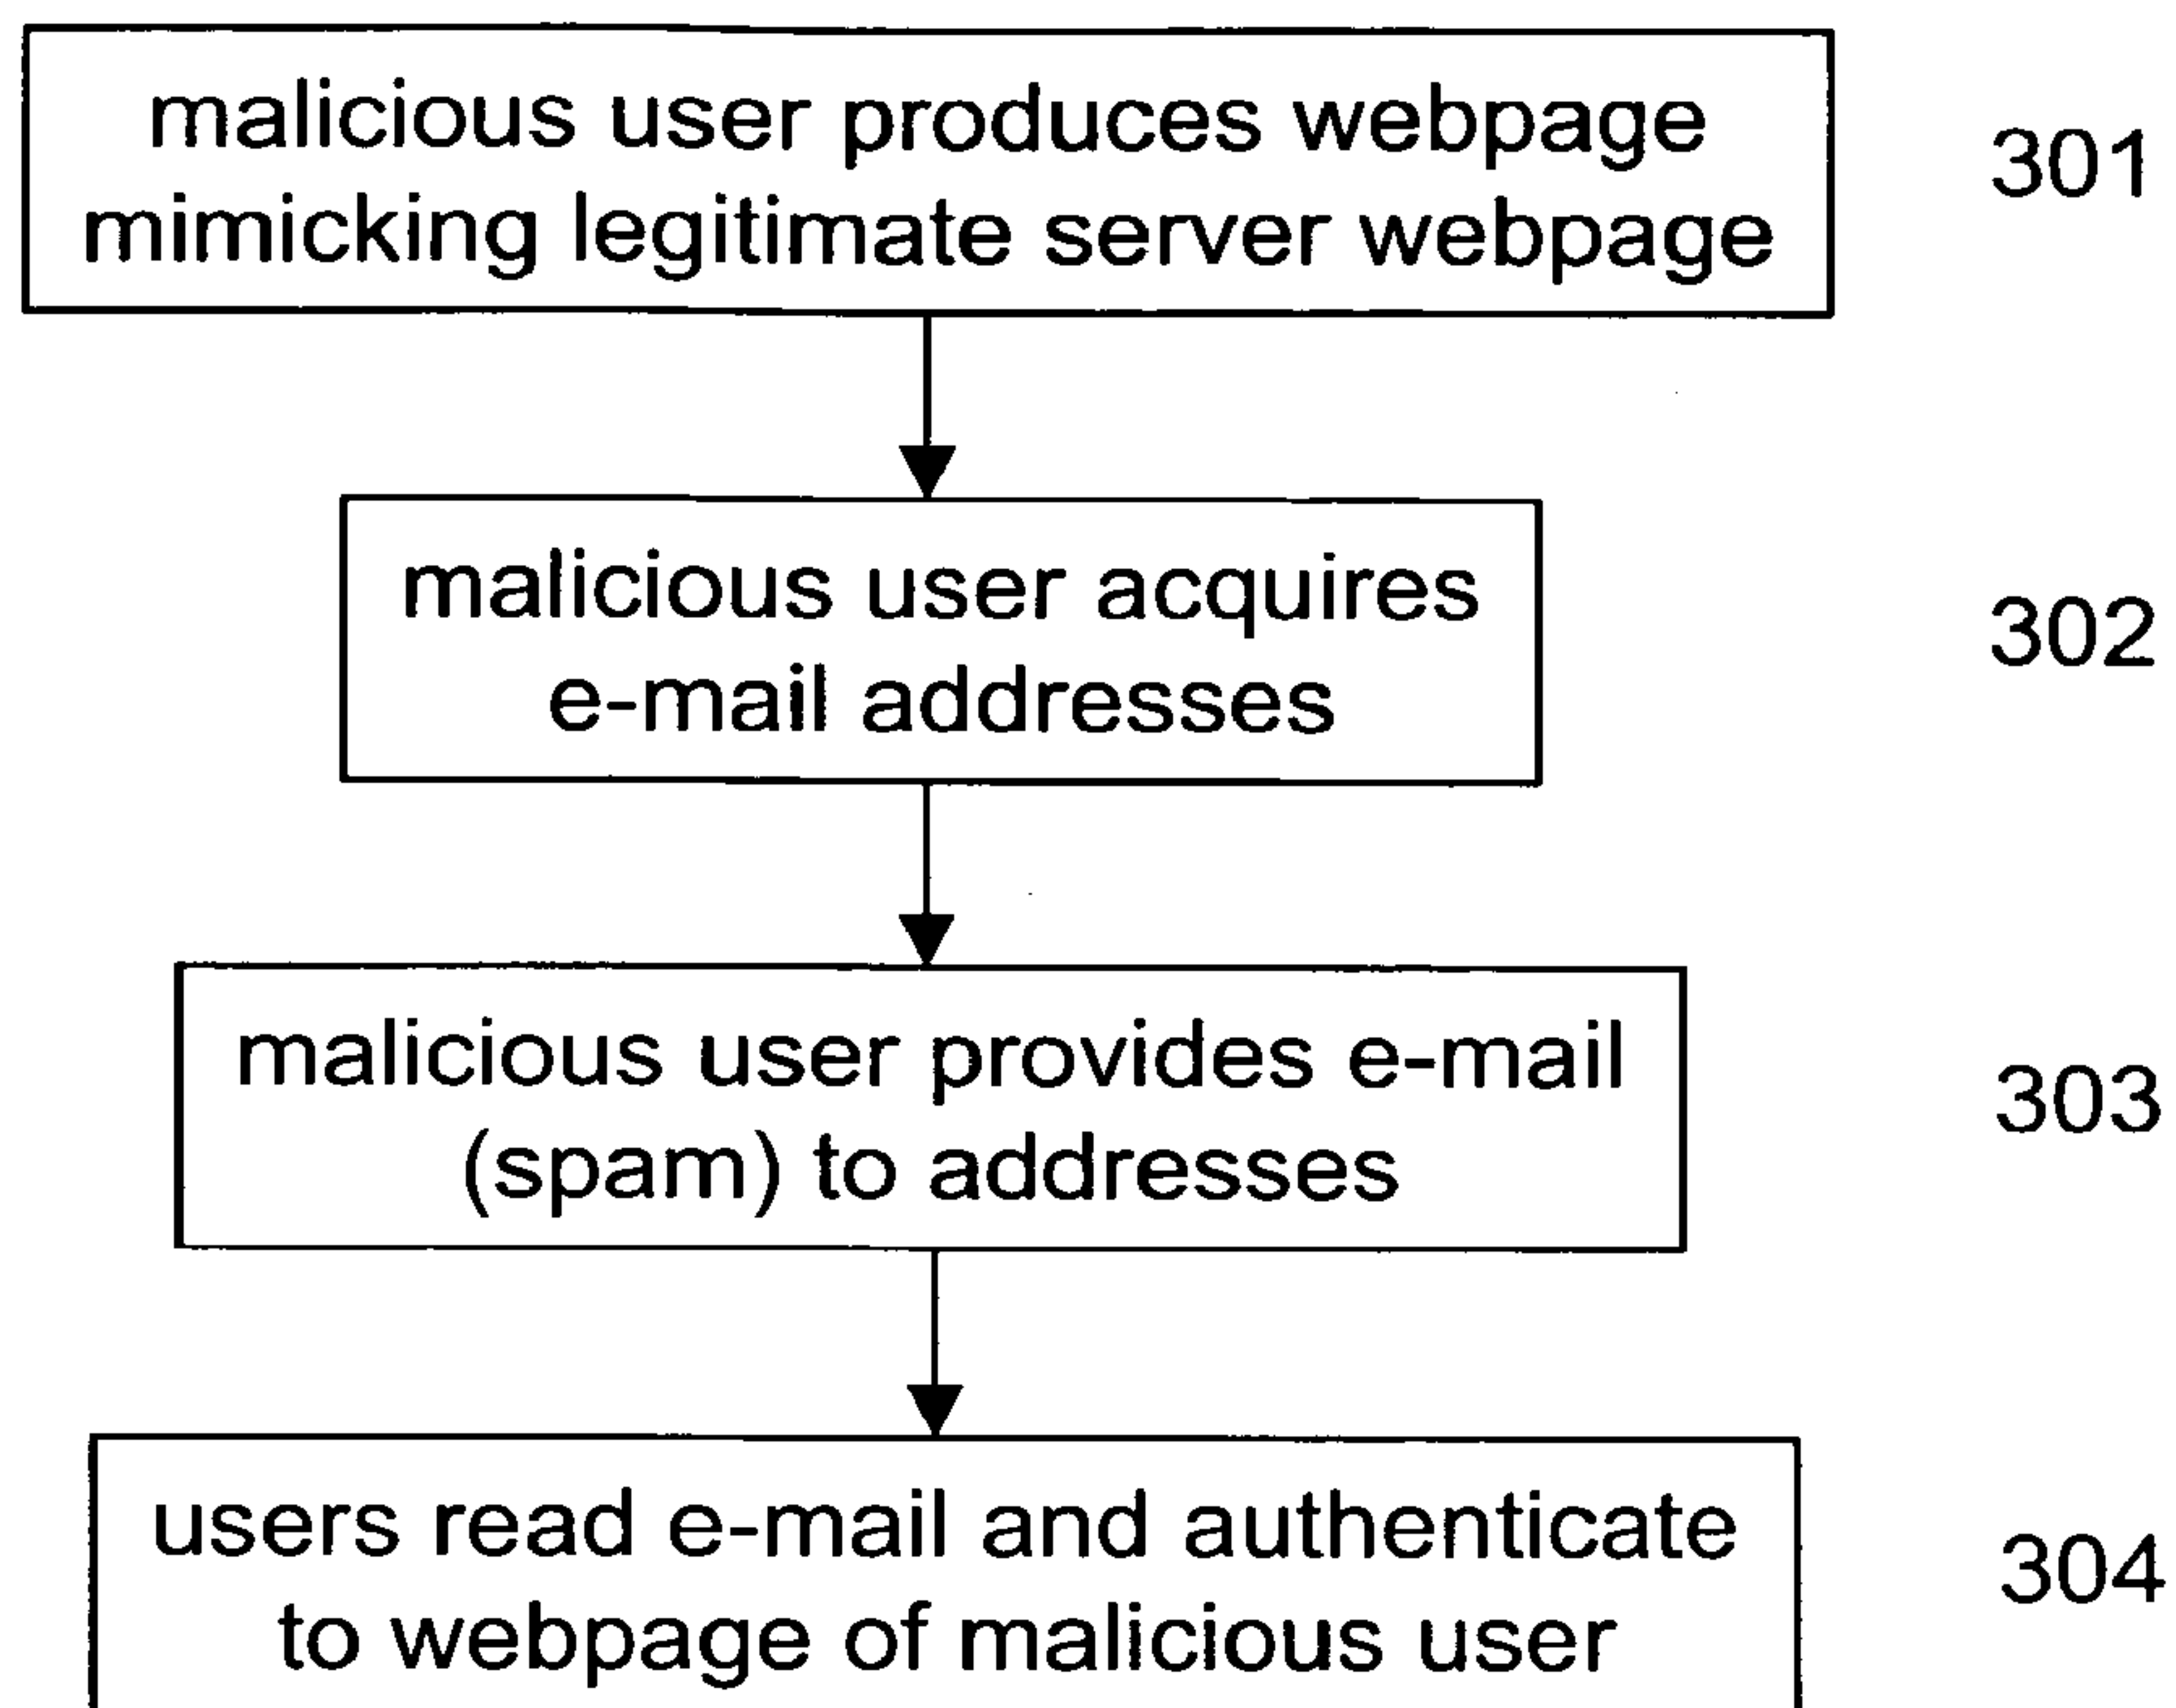 malicious user produces webpage
mimicking legitimate server webpage
301
malicious user acquires
e-mail addresses
302
malicious user provides e-mail
(spam) to addresses
303
users read e-mail and authenticate
to webpage of malicious user
304